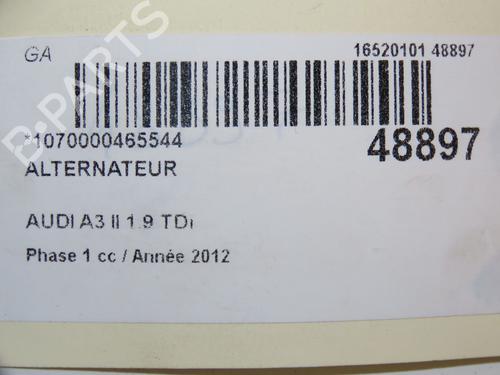 GA
16520101 48897
*1070000465544
48897
ALTERNATEUR
AUDI A3 II 1.9 TDi
Phase 1 cc / Année 2012
B-PARTS